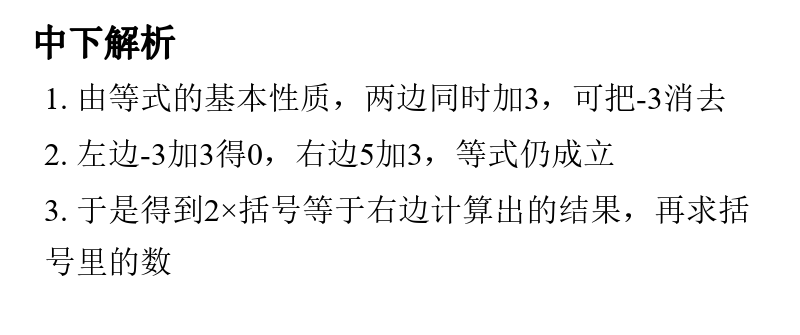 中下解析
1. 由等式的基本性质，两边同时加3，可把-3消去
2. 左边-3加3得0，右边5加3，等式仍成立
3. 于是得到2×括号等于右边计算出的结果，再求括
号里的数